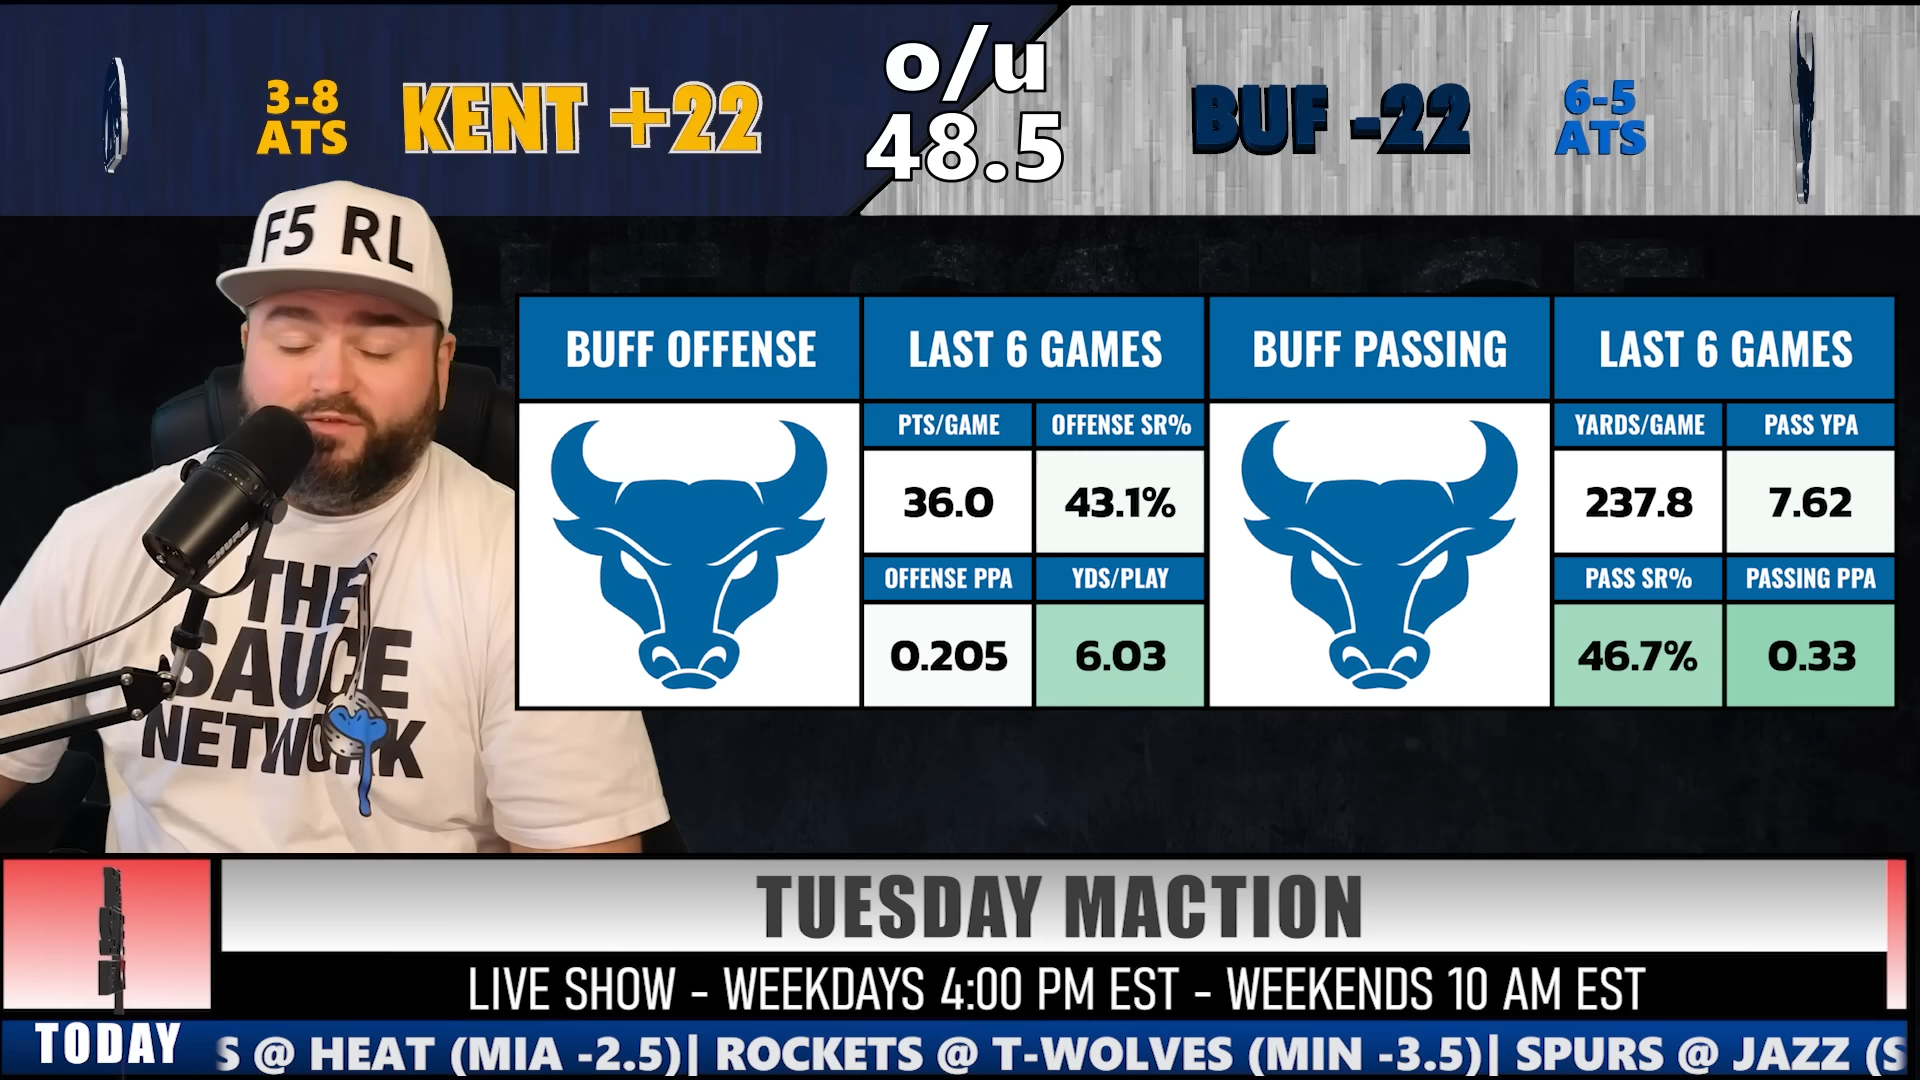 3-8
ATS
KENT +22
o/u
48.5
BUF -22
6-5
ATS
F5 RL
BUFF OFFENSE
LAST 6 GAMES
BUFF PASSING
LAST 6 GAMES
PTS/GAME
OFFENSE SR%
YARDS/GAME
PASS YPA
36.0
43.1%
237.8
7.62
OFFENSE PPA
YDS/PLAY
PASS SR%
PASSING PPA
0.205
6.03
46.7%
0.33
SHURE
THE
SAUCE
NETWORK
TUESDAY MACTION
LIVE SHOW - WEEKDAYS 4:00 PM EST - WEEKENDS 10 AM EST
TODAY
S @ HEAT (MIA -2.5)| ROCKETS @ T-WOLVES (MIN -3.5)| SPURS @ JAZZ (S